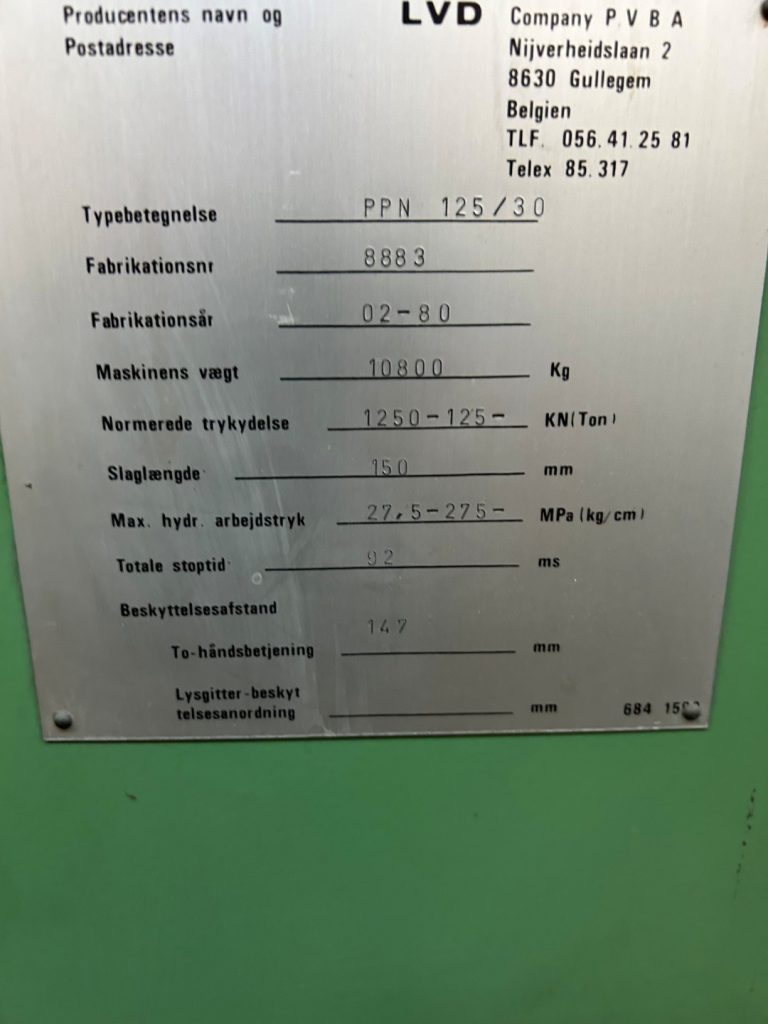 Producentens navn og LVD Company P V B A
Postadresse Nijverheidslaan 2
8630 Gullegem
Belgien
TLF. 056.41.25 81
Telex 85.317
Typebetegnelse PPN 125/30
Fabrikationsnr 8883
Fabrikationsår 02-80
Maskinens vægt 10800 Kg
Normerede trykydelse 1250-125- KN(Ton)
Slaglængde 150 mm
Max. hydr. arbejdstryk 27,5-275- MPa (kg/cm)
Totale stoptid 92 ms
Beskyttelsesafstand
To-håndsbetjening 147 mm
Lysgitter-beskyt
telsesanordning mm 684